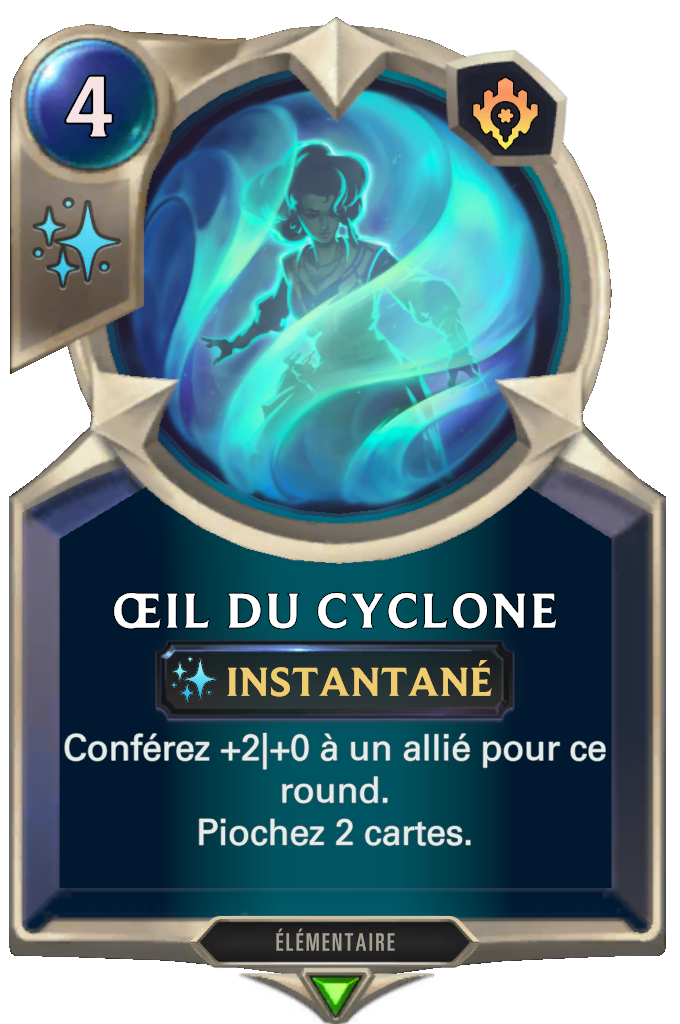 4
ŒIL DU CYCLONE
INSTANTANÉ
Conférez +2|+0 à un allié pour ce
round.
Piochez 2 cartes.
ÉLÉMENTAIRE